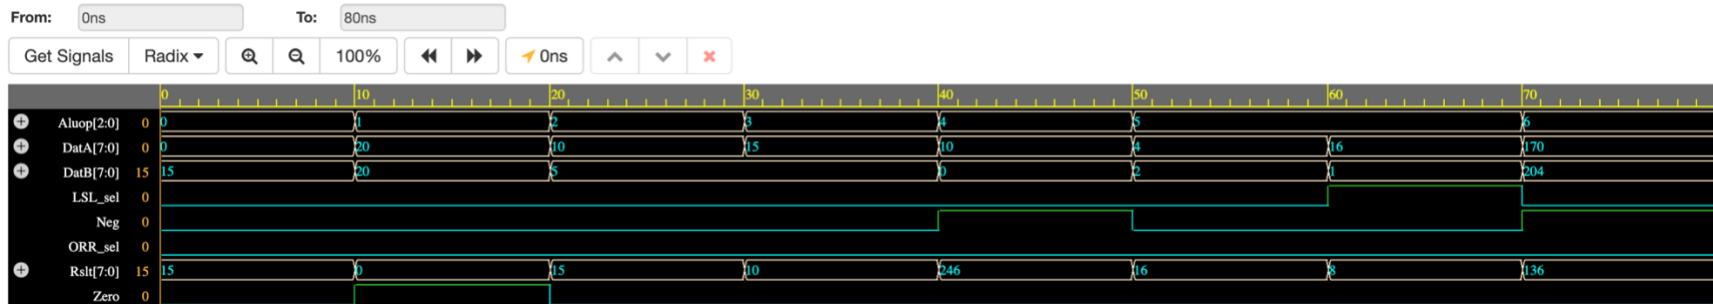 From: 0ns To: 80ns
Get Signals Radix 100% 0ns
0 10 20 30 40 50 60 70
Aluop[2:0] 0 0 1 2 3 4 5 6
DatA[7:0] 0 0 20 10 15 10 4 16 170
DatB[7:0] 15 15 20 5 0 2 1 204
LSL_sel 0
Neg 0
ORR_sel 0
Rslt[7:0] 15 15 0 15 10 246 16 8 136
Zero 0